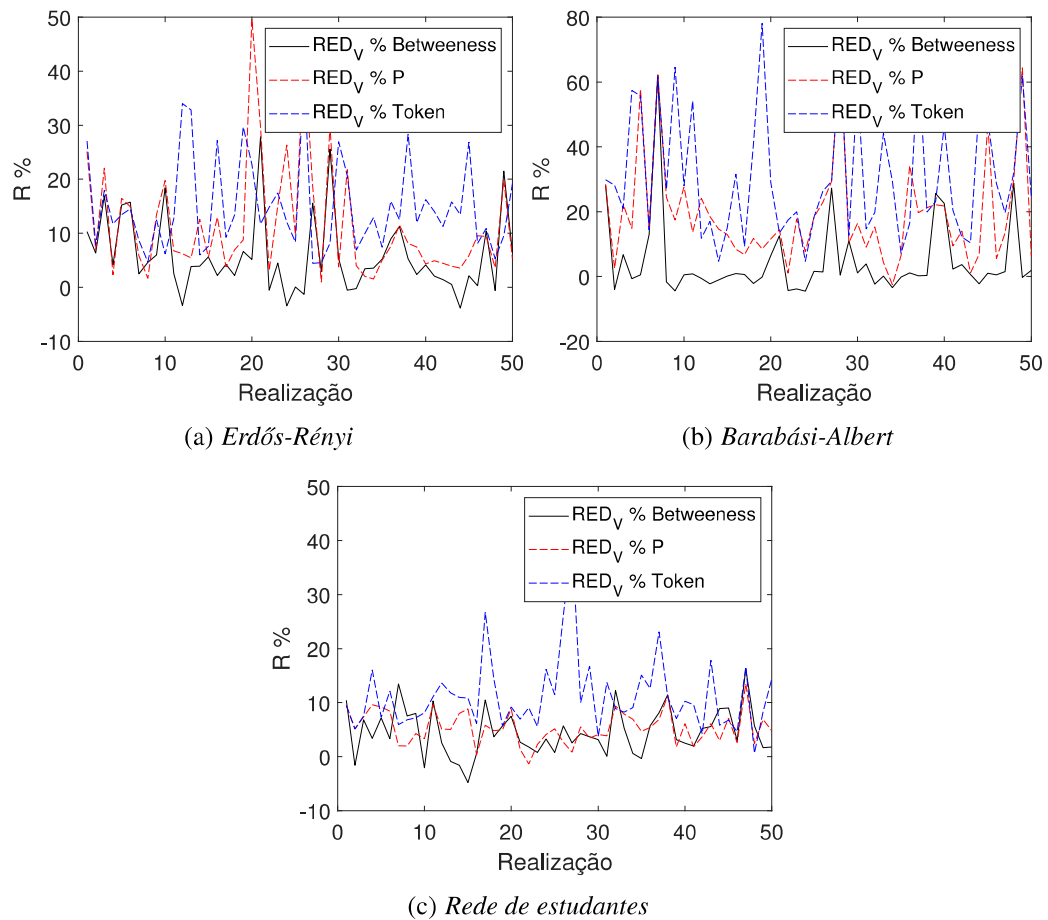 50
40
30
20
10
0
-10
R %
0
10
20
30
40
50
Realização
RED_V % Betweeness
RED_V % P
RED_V % Token
(a) Erdős-Rényi
80
60
40
20
0
-20
R %
0
10
20
30
40
50
Realização
RED_V % Betweeness
RED_V % P
RED_V % Token
(b) Barabási-Albert
50
40
30
20
10
0
-10
R %
0
10
20
30
40
50
Realização
RED_V % Betweeness
RED_V % P
RED_V % Token
(c) Rede de estudantes